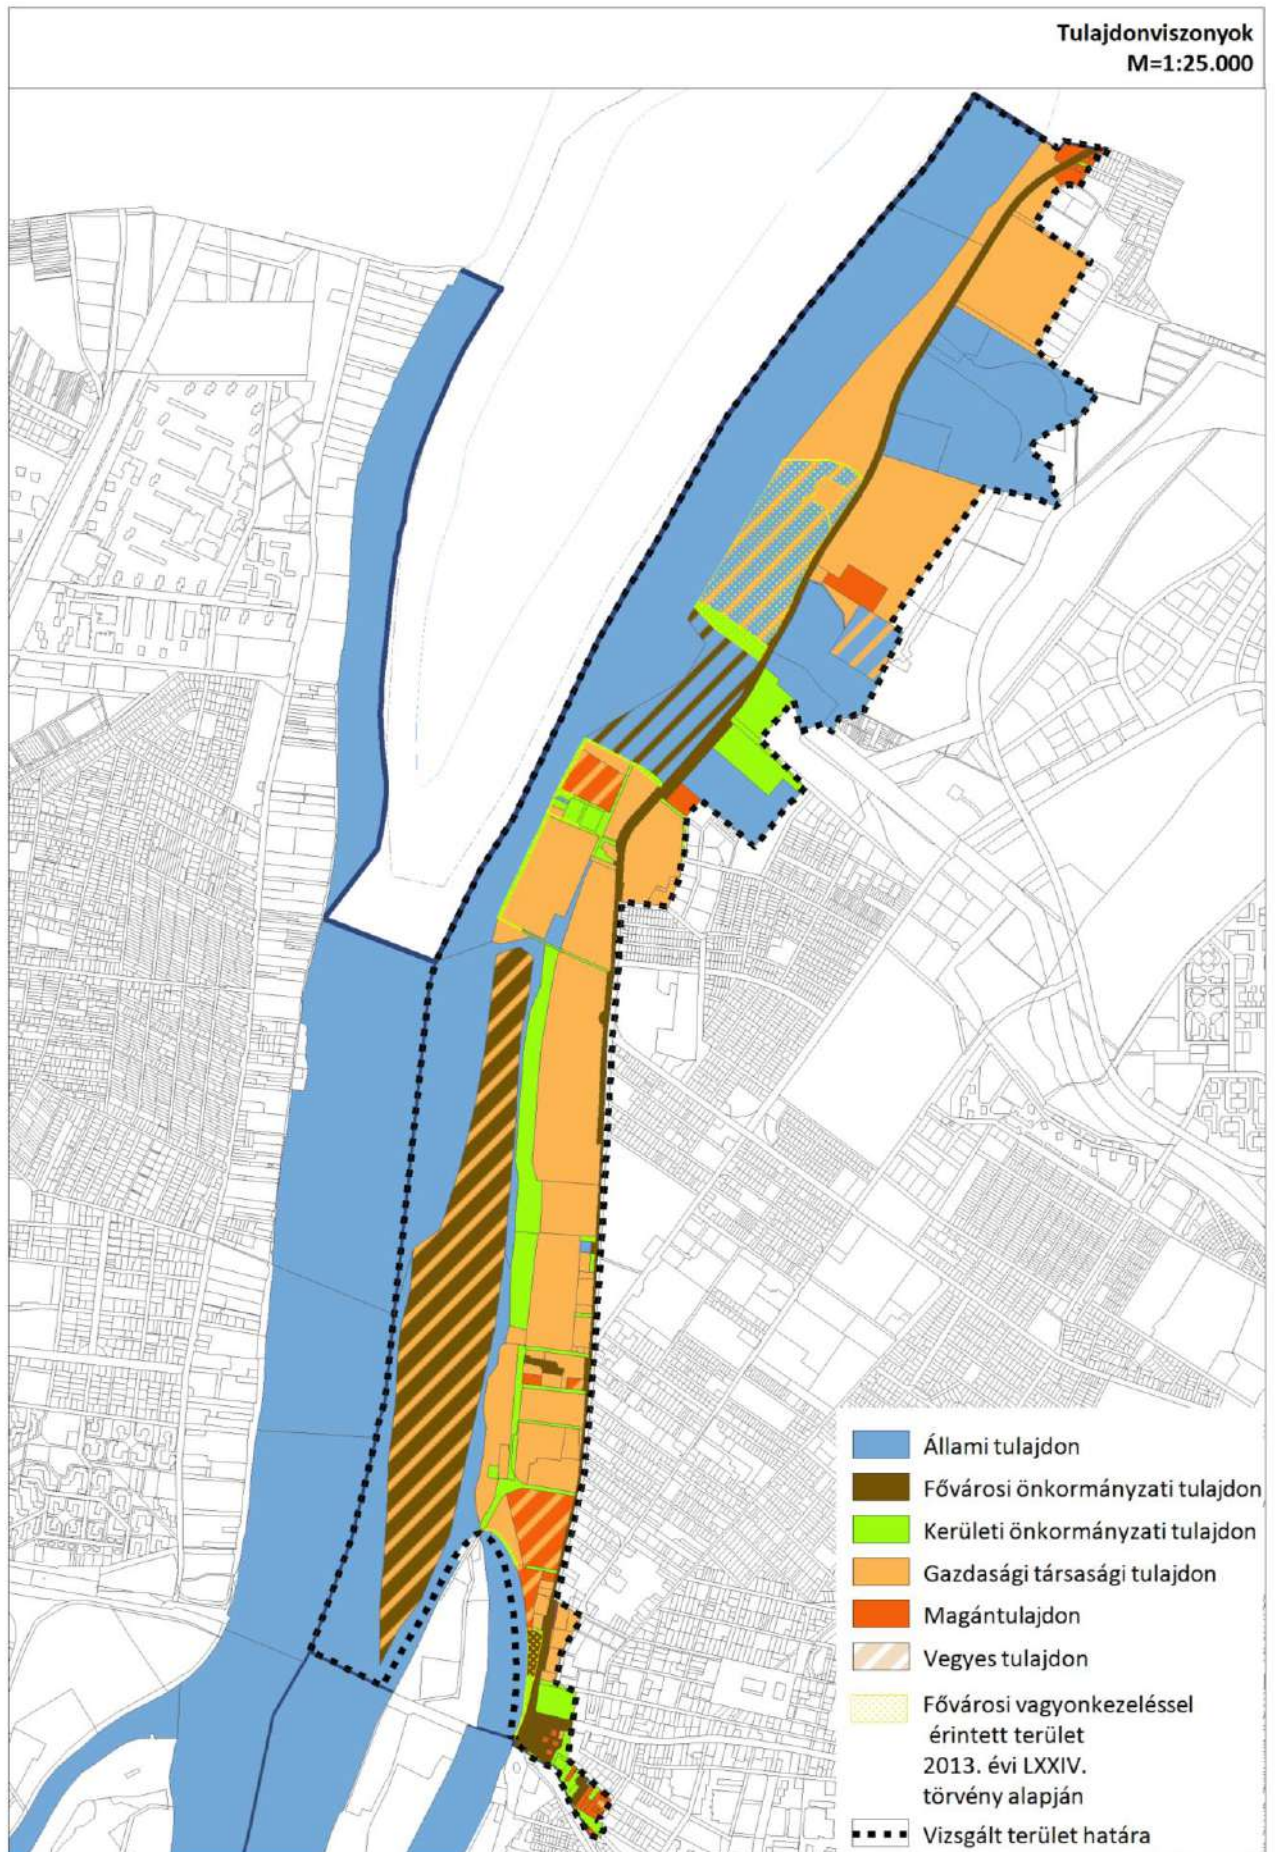 Tulajdonviszonyok
M=1:25.000
Állami tulajdon
Fővárosi önkormányzati tulajdon
Kerületi önkormányzati tulajdon
Gazdasági társasági tulajdon
Magántulajdon
Vegyes tulajdon
Fővárosi vagyonkezeléssel
érintett terület
2013. évi LXXIV.
törvény alapján
Vizsgált terület határa